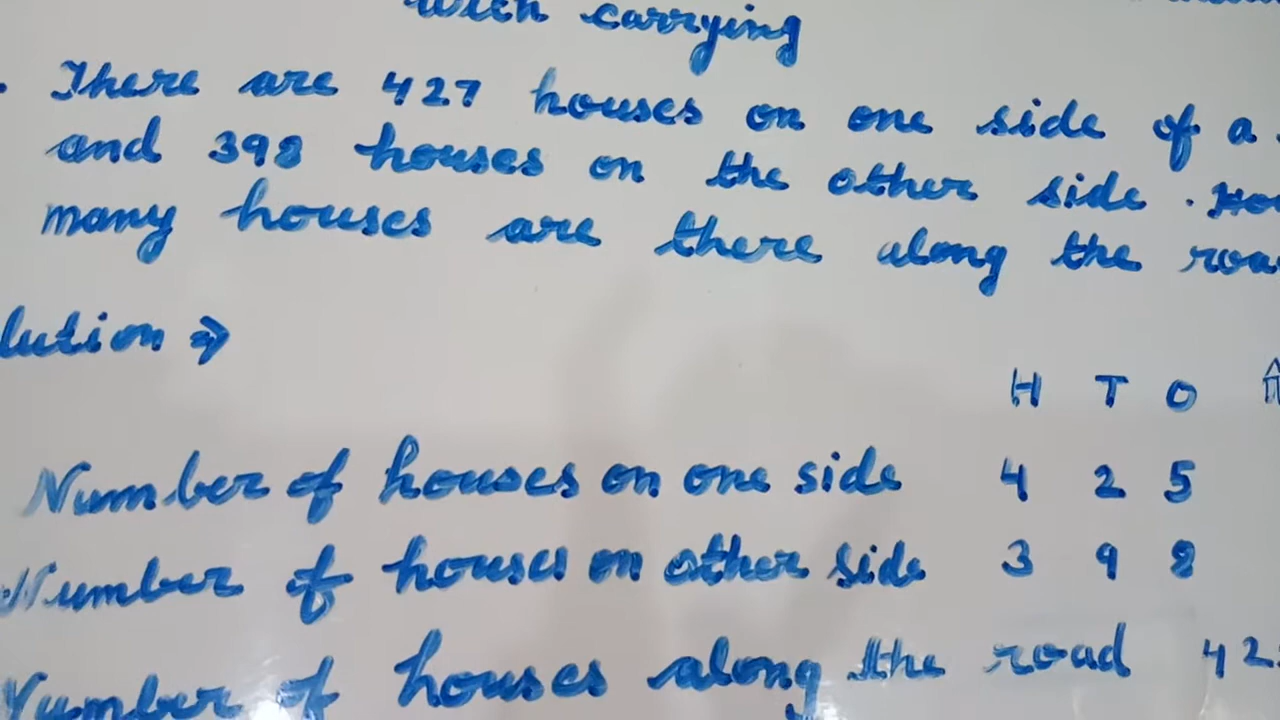 with carrying
There are 427 houses on one side of a
and 398 houses on the other side. How
many houses are there along the road
lution ⇒
H T O
Number of houses on one side 4 2 5
Number of houses on other side 3 9 8
Number of houses along the road 42